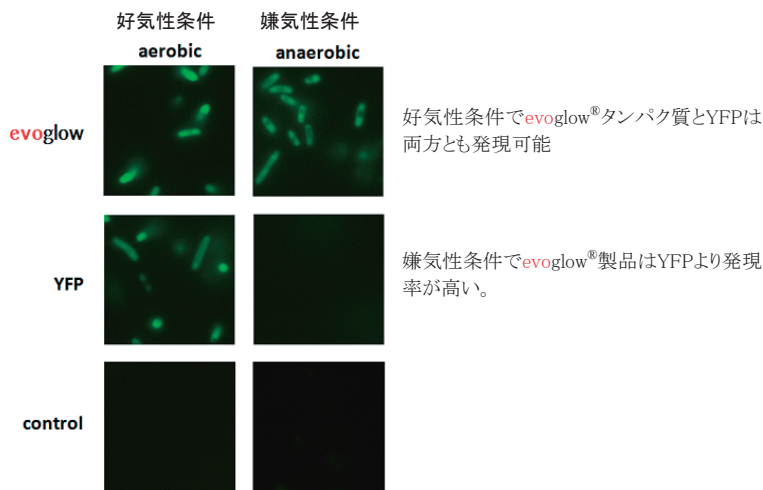 好気性条件 嫌気性条件
aerobic anaerobic
evoglow
好気性条件でevoglow®タンパク質とYFPは
両方とも発現可能
YFP
嫌気性条件でevoglow®製品はYFPより発現
率が高い。
control